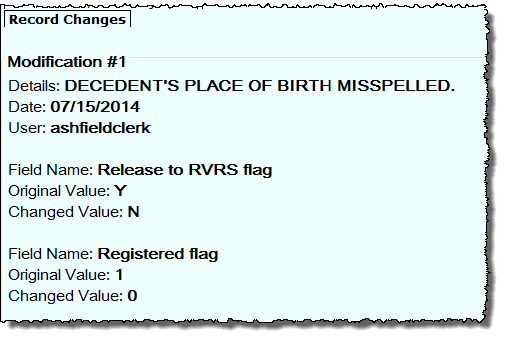 Record Changes
Modification #1
Details: DECEDENT'S PLACE OF BIRTH MISSPELLED.
Date: 07/15/2014
User: ashfieldclerk
Field Name: Release to RVRS flag
Original Value: Y
Changed Value: N
Field Name: Registered flag
Original Value: 1
Changed Value: 0